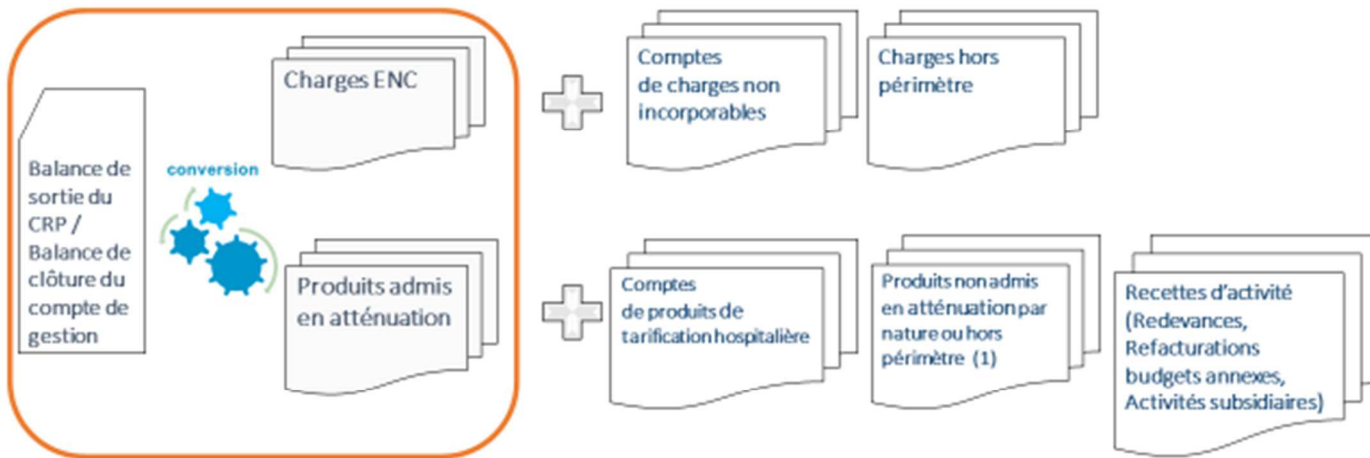 Balance de
sortie du
CRP /
Balance de
clôture du
compte de
gestion
conversion
Charges ENC
Comptes
de charges non
incorporables
Charges hors
périmètre
Produits admis
en atténuation
Comptes
de produits de
tarification hospitalière
Produits non admis
en atténuation par
nature ou hors
périmètre (1)
Recettes d'activité
(Redevances,
Refacturations
budgets annexes,
Activités subsidiaires)